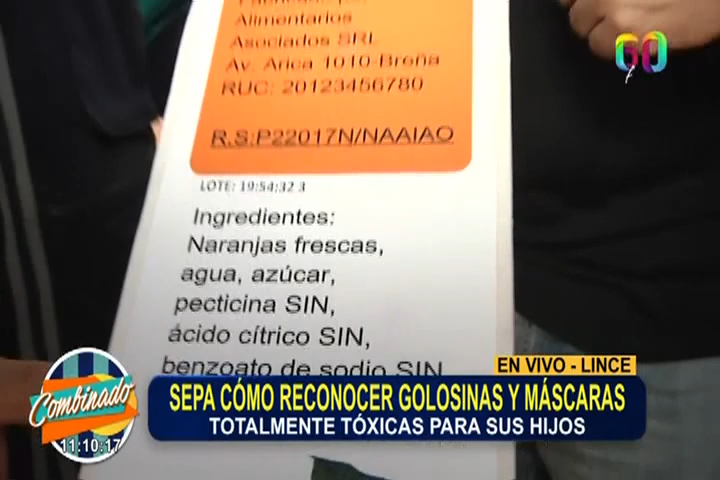 Alimentarios
Asociados SRL
Av. Arica 1010-Breña
RUC: 20123456780
R.S:P22017N/NAAIAO
LOTE: 19:54:32 3
Ingredientes:
Naranjas frescas,
agua, azúcar,
pecticina SIN,
ácido cítrico SIN,
benzoato de sodio SIN
60
EN VIVO - LINCE
SEPA CÓMO RECONOCER GOLOSINAS Y MÁSCARAS
TOTALMENTE TÓXICAS PARA SUS HIJOS
Combinado
11:10:17